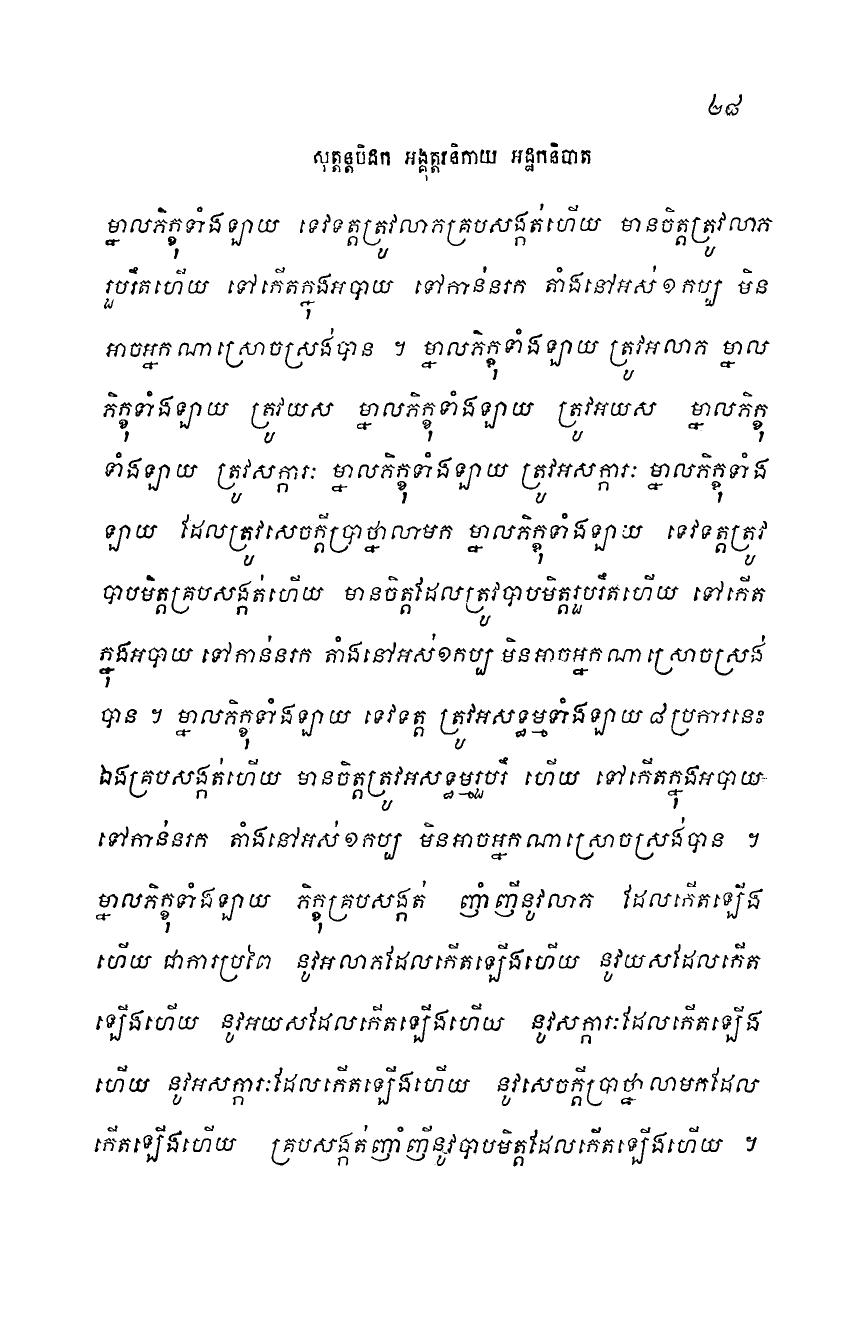 ២៨
សុត្តន្តបិដក អង្គុត្តរនិកាយ អដ្ឋកនិបាត
ម្នាលភិក្ខុទាំងឡាយ ទេវទត្តត្រូវលាភគ្របសង្កត់ហើយ មានចិត្តត្រូវលាភ
រួបរឹតហើយ ទៅកើតក្នុងអបាយ ទៅកាន់នរក តាំងនៅអស់១កប្ប មិន
អាចអ្នកណាស្រោចស្រង់បាន ។ ម្នាលភិក្ខុទាំងឡាយ ត្រូវអលាភ ម្នាល
ភិក្ខុទាំងឡាយ ត្រូវយស ម្នាលភិក្ខុទាំងឡាយ ត្រូវអយស ម្នាលភិក្ខុ
ទាំងឡាយ ត្រូវសក្ការៈ ម្នាលភិក្ខុទាំងឡាយ ត្រូវអសក្ការៈ ម្នាលភិក្ខុទាំង
ឡាយ ដែលត្រូវសេចក្តីប្រាថ្នាលាមក ម្នាលភិក្ខុទាំងឡាយ ទេវទត្តត្រូវ
បាបមិត្តគ្របសង្កត់ហើយ មានចិត្តដែលត្រូវបាបមិត្តរួបរឹតហើយ ទៅកើត
ក្នុងអបាយ ទៅកាន់នរក តាំងនៅអស់១កប្ប មិនអាចអ្នកណាស្រោចស្រង់
បាន ។ ម្នាលភិក្ខុទាំងឡាយ ទេវទត្ត ត្រូវអសទ្ធម្មទាំងឡាយ ៨ប្រការនេះ
ឯងគ្របសង្កត់ហើយ មានចិត្តត្រូវអសទ្ធម្មរួបរឹ ហើយ ទៅកើតក្នុងអបាយ
ទៅកាន់នរក តាំងនៅអស់១កប្ប មិនអាចអ្នកណាស្រោចស្រង់បាន ។
ម្នាលភិក្ខុទាំងឡាយ ភិក្ខុគ្របសង្កត់ ញាំញីនូវលាភ ដែលកើតឡើង
ហើយ ជាការប្រពៃ នូវអលាភដែលកើតឡើងហើយ នូវយសដែលកើត
ឡើងហើយ នូវអយសដែលកើតឡើងហើយ នូវសក្ការៈដែលកើតឡើង
ហើយ នូវអសក្ការៈដែលកើតឡើងហើយ នូវសេចក្តីប្រាថ្នាលាមកដែល
កើតឡើងហើយ គ្របសង្កត់ញាំញីនូវបាបមិត្តដែលកើតឡើងហើយ ។